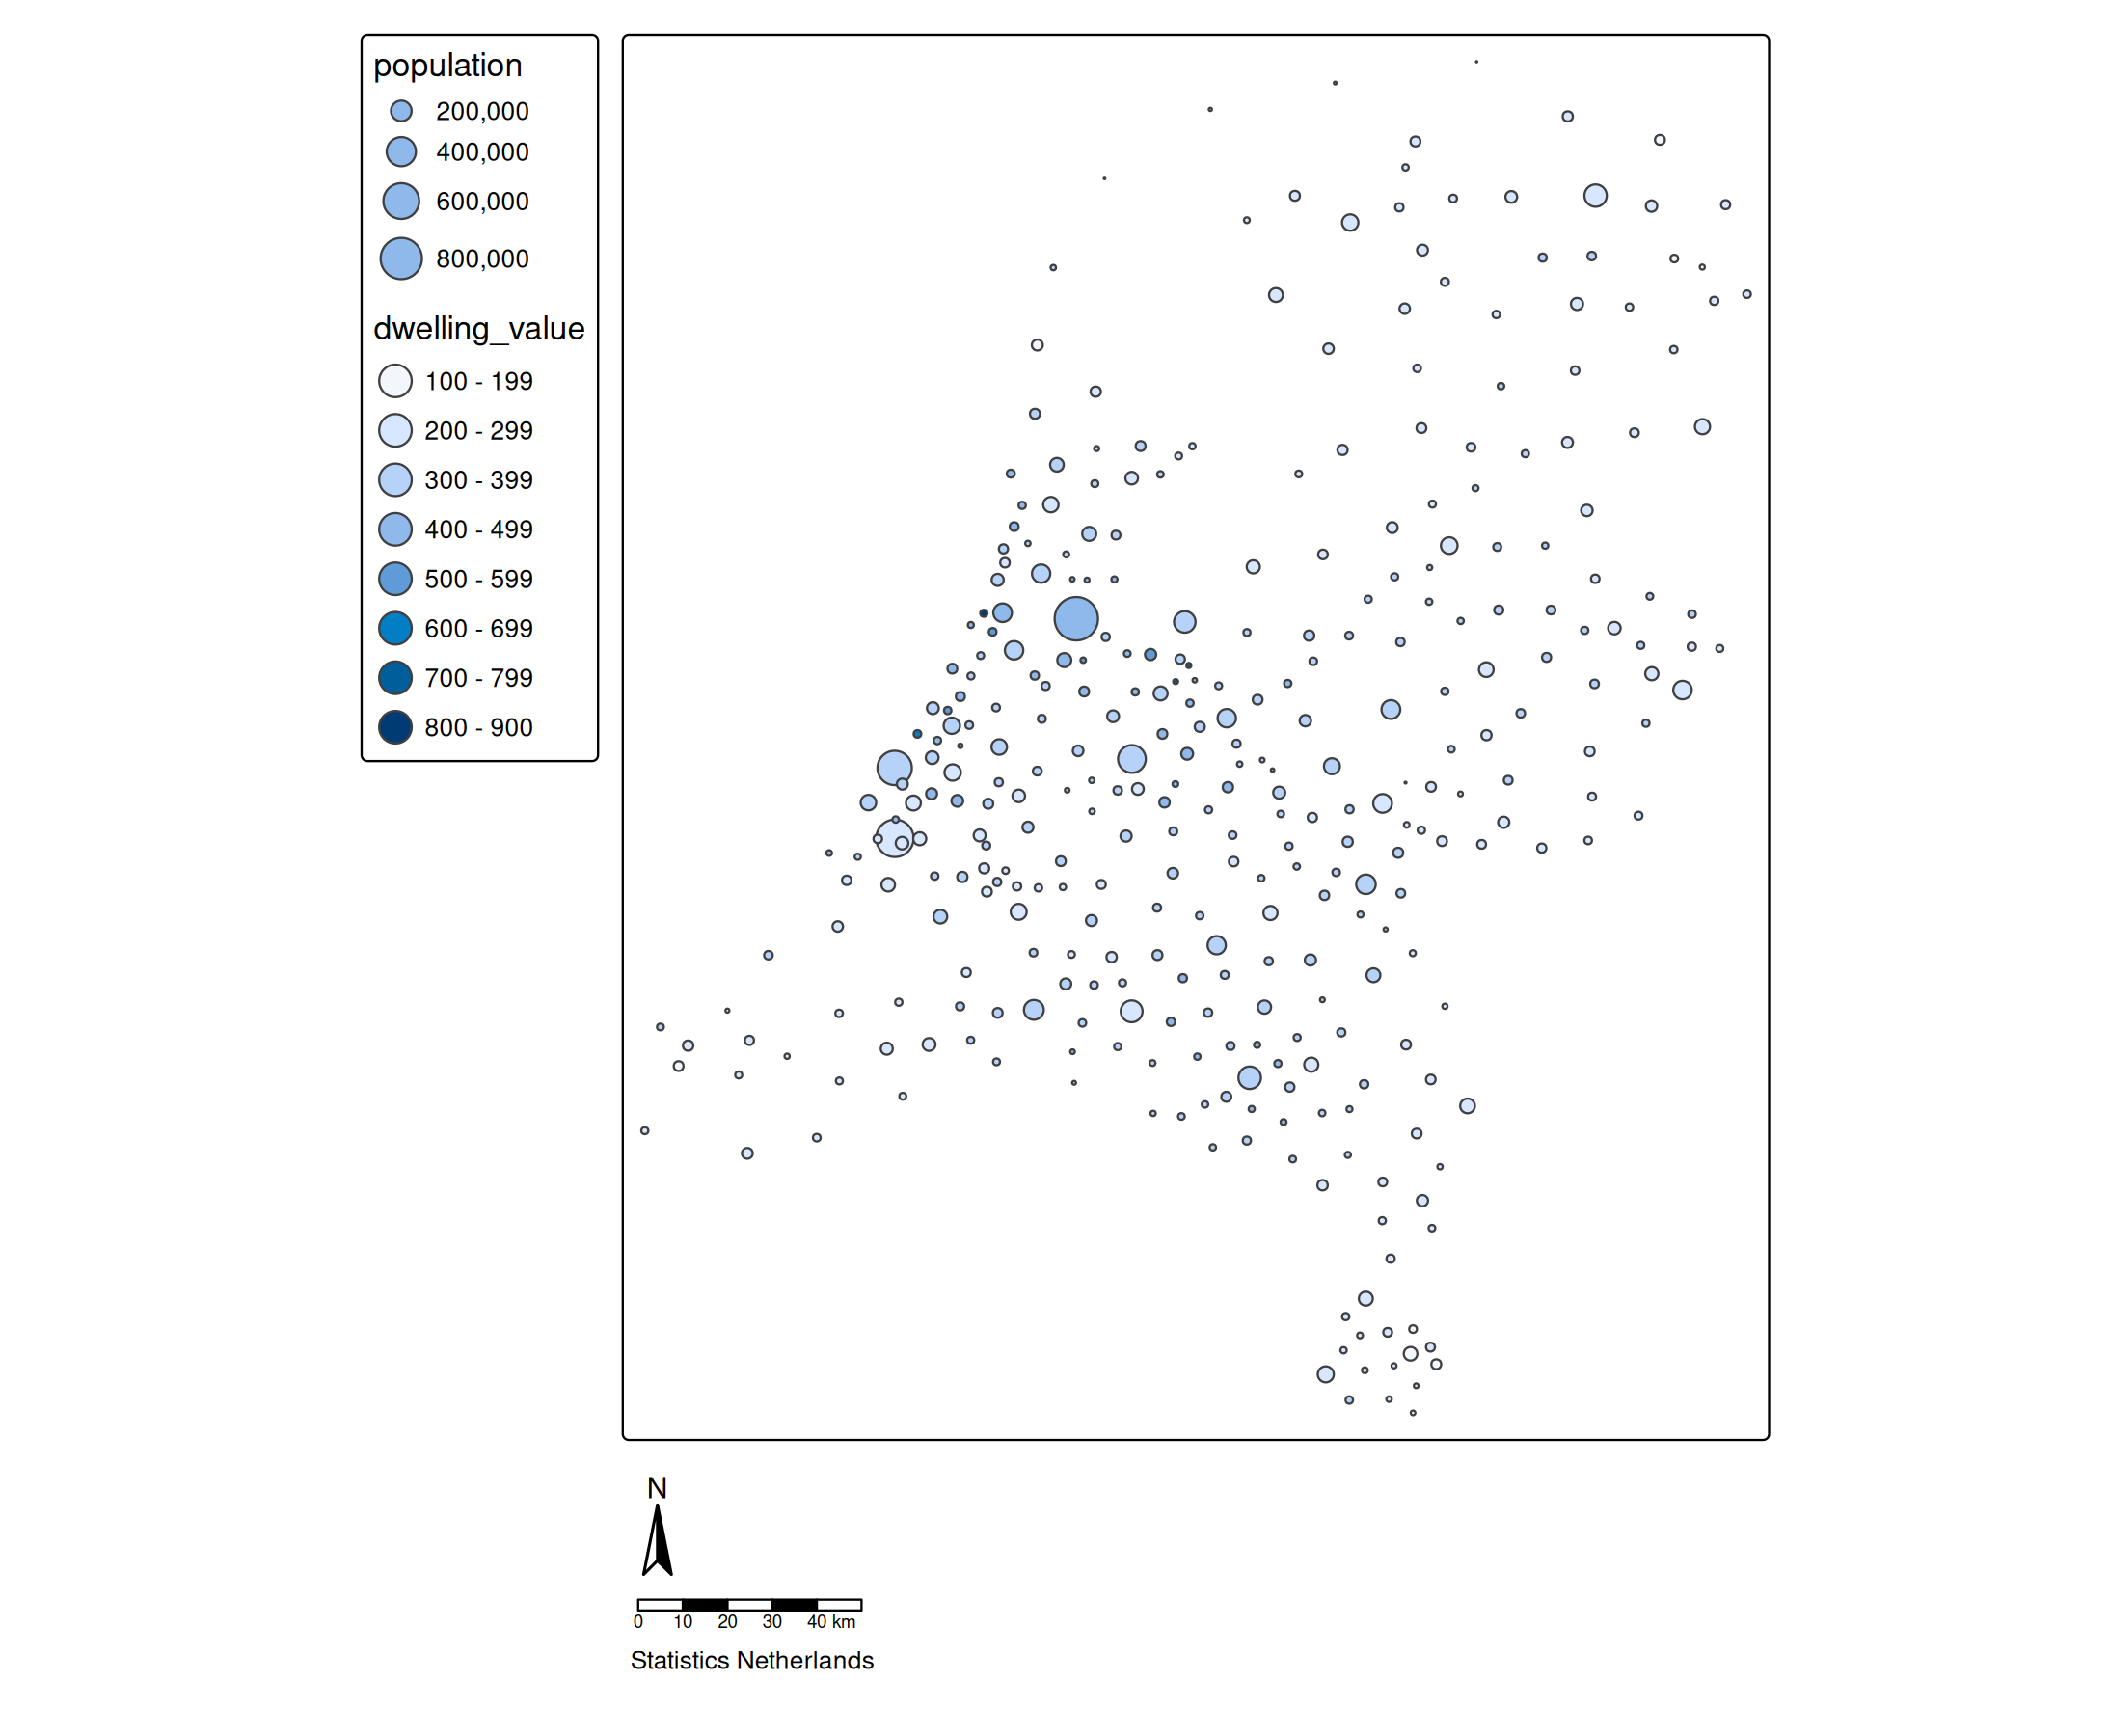 population
200,000
400,000
600,000
800,000
dwelling_value
100 - 199
200 - 299
300 - 399
400 - 499
500 - 599
600 - 699
700 - 799
800 - 900
N
0 10 20 30 40 km
Statistics Netherlands